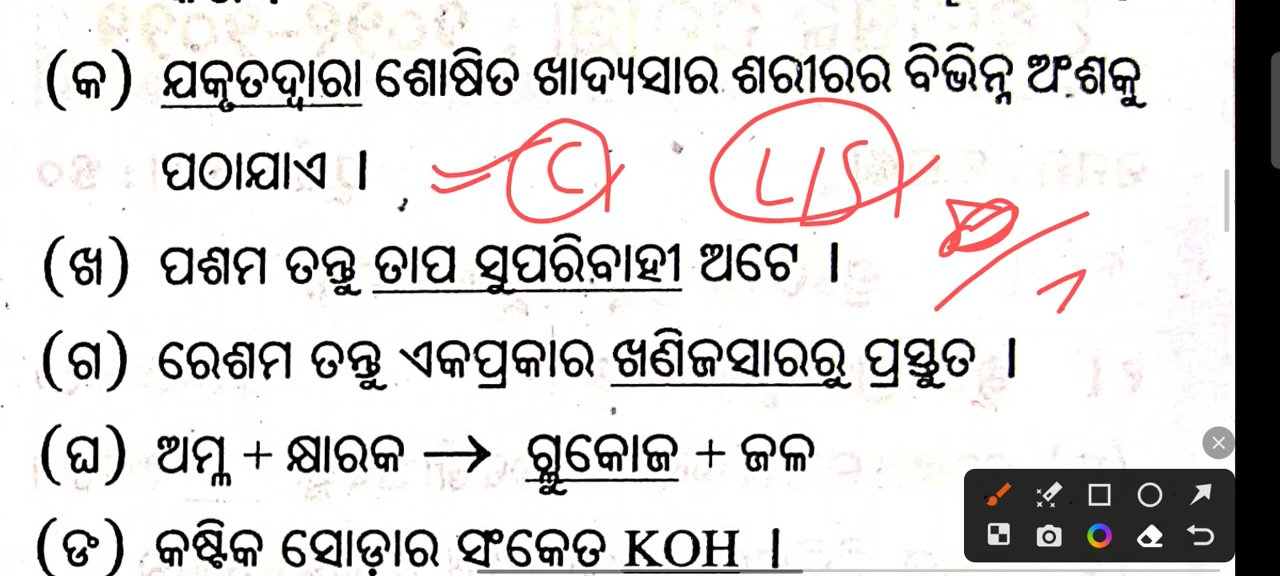 (କ) ଯକୃତଦ୍ୱାରା ଶୋଷିତ ଖାଦ୍ୟସାର ଶରୀରର ବିଭିନ୍ନ ଅଂଶକୁ
ପଠାଯାଏ ।
C L/S
(ଖ) ପଶମ ତନ୍ତୁ ତାପ ସୁପରିବାହୀ ଅଟେ ।
(ଗ) ରେଶମ ତନ୍ତୁ ଏକପ୍ରକାର ଖଣିଜସାରରୁ ପ୍ରସ୍ତୁତ ।
(ଘ) ଅମ୍ଳ + କ୍ଷାରକ → ଗ୍ଲୁକୋଜ + ଜଳ
(ଙ) କଷ୍ଟିକ ସୋଡ଼ାର ସଂକେତ KOH ।